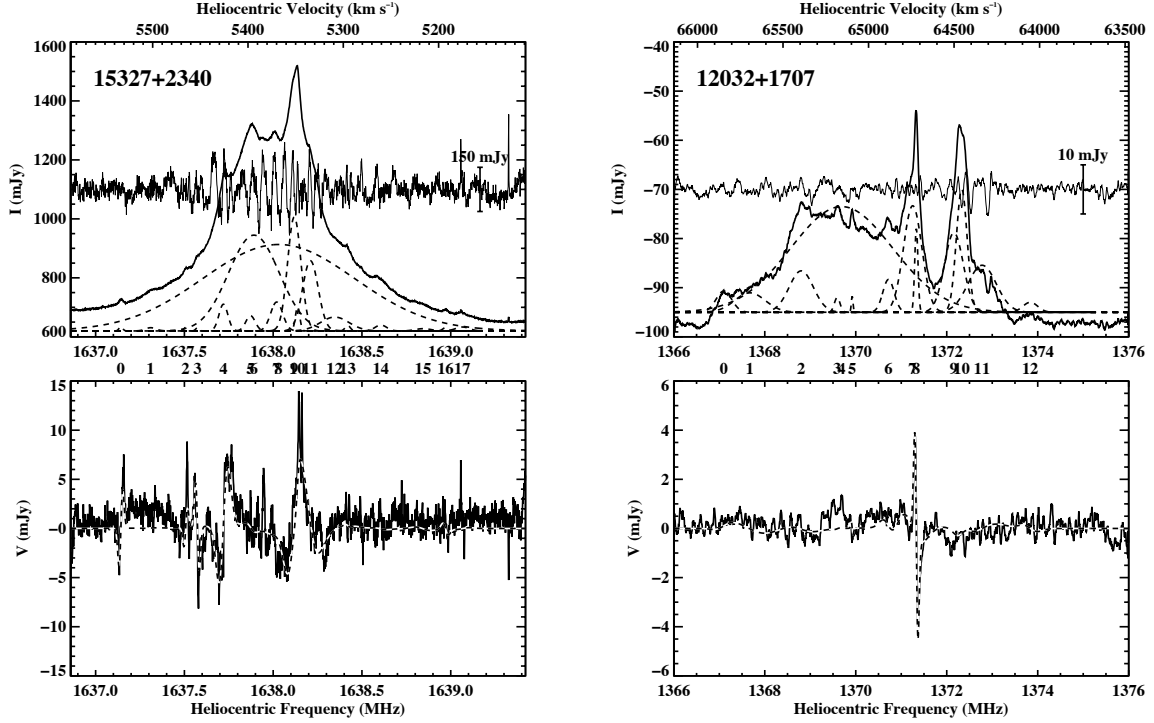 Heliocentric Velocity (km s⁻¹)
5500 5400 5300 5200
1600
1400
1200
1000
800
600
I (mJy)
15327+2340
150 mJy
1637.0 1637.5 1638.0 1638.5 1639.0
0 1 2 3 4 5 6 7 8 9 10 11 12 13 14 15 16 17
15
10
5
−0
−5
−10
−15
V (mJy)
1637.0 1637.5 1638.0 1638.5 1639.0
Heliocentric Frequency (MHz)
Heliocentric Velocity (km s⁻¹)
66000 65500 65000 64500 64000 63500
−40
−50
−60
−70
−80
−90
−100
I (mJy)
12032+1707
10 mJy
1366 1368 1370 1372 1374 1376
0 1 2 3 4 5 6 7 8 9 10 11 12
6
4
2
0
−2
−4
−6
V (mJy)
1366 1368 1370 1372 1374 1376
Heliocentric Frequency (MHz)